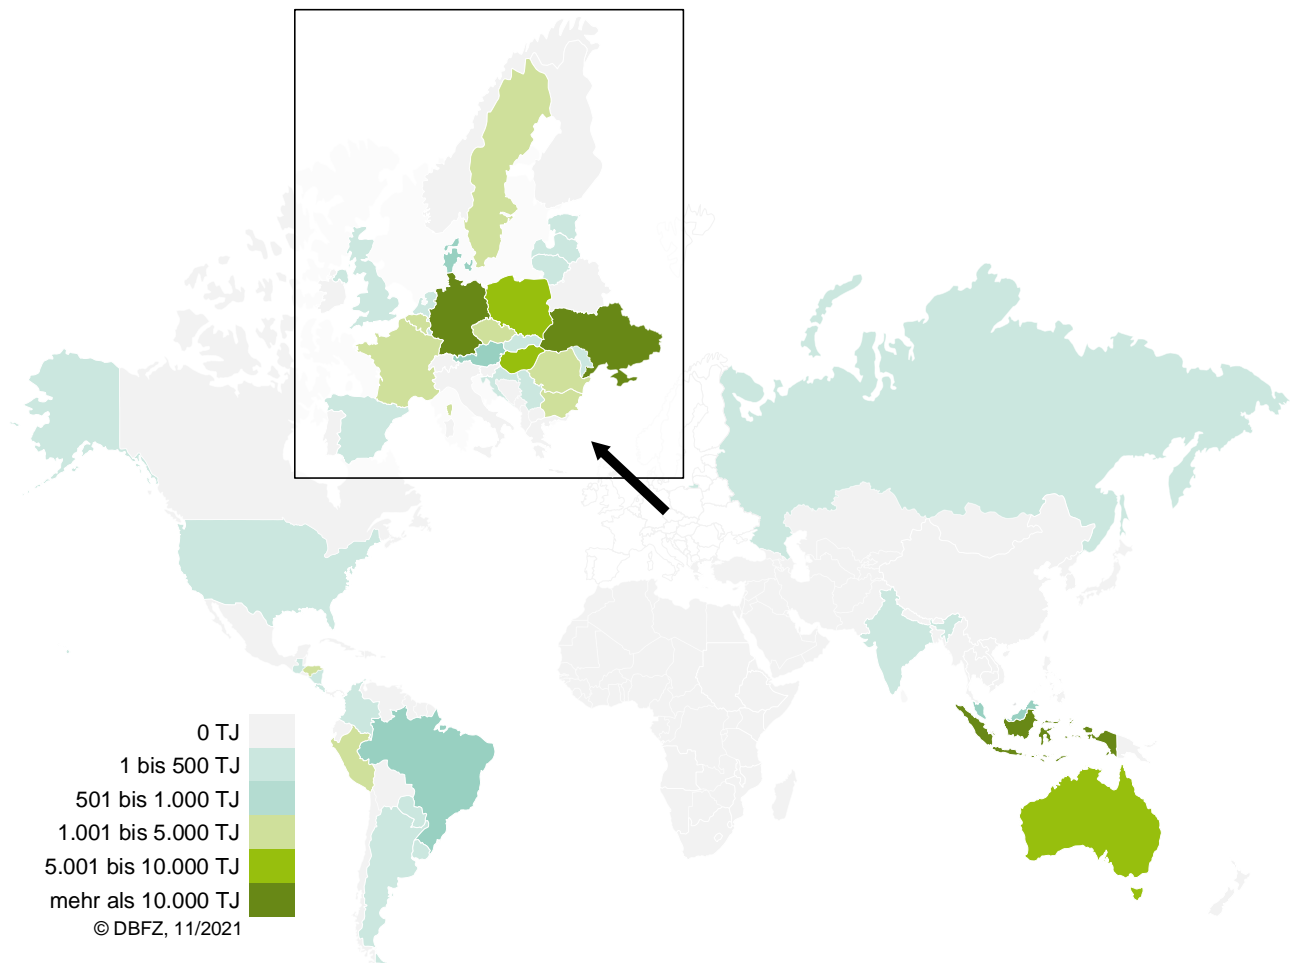 0 TJ
1 bis 500 TJ
501 bis 1.000 TJ
1.001 bis 5.000 TJ
5.001 bis 10.000 TJ
mehr als 10.000 TJ
© DBFZ, 11/2021